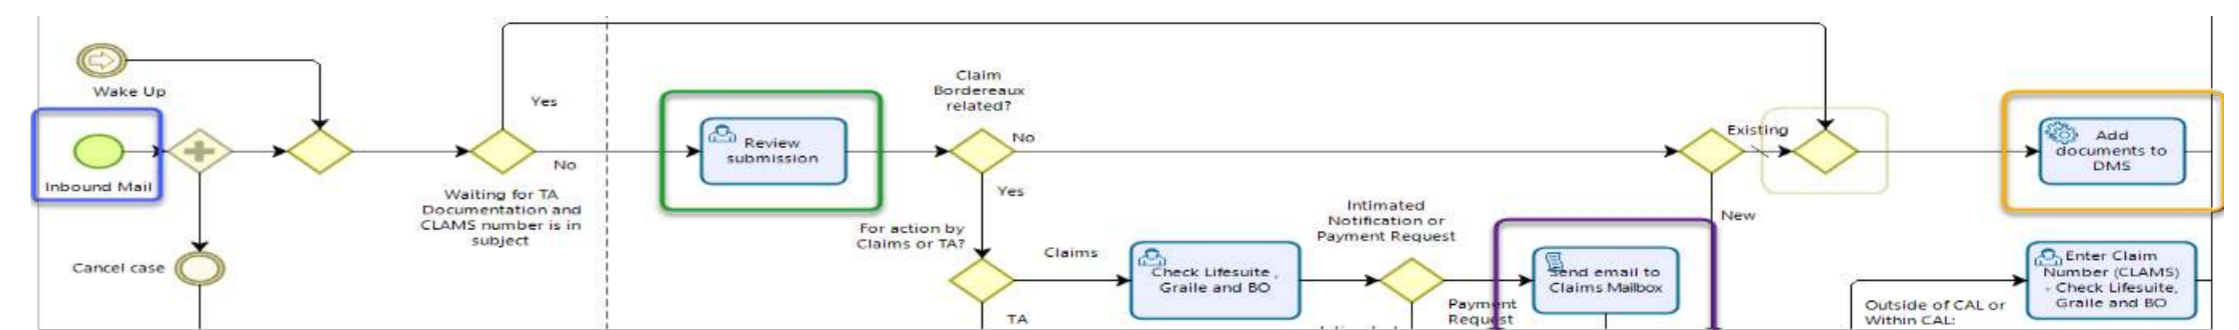 Wake Up
Inbound Mail
Cancel case
Yes
No
Waiting for TA
Documentation and
CLAMS number is in
subject
Review
submission
Claim
Bordereaux
related?
No
Yes
For action by
Claims or TA?
Claims
TA
Check Lifesuite ,
Graile and BO
Intimated
Notification or
Payment Request
Payment
Request
Send email to
Claims Mailbox
Existing
New
Add
documents to
DMS
Enter Claim
Number (CLAMS)
- Check Lifesuite,
Graile and BO
Outside of CAL or
Within CAL: